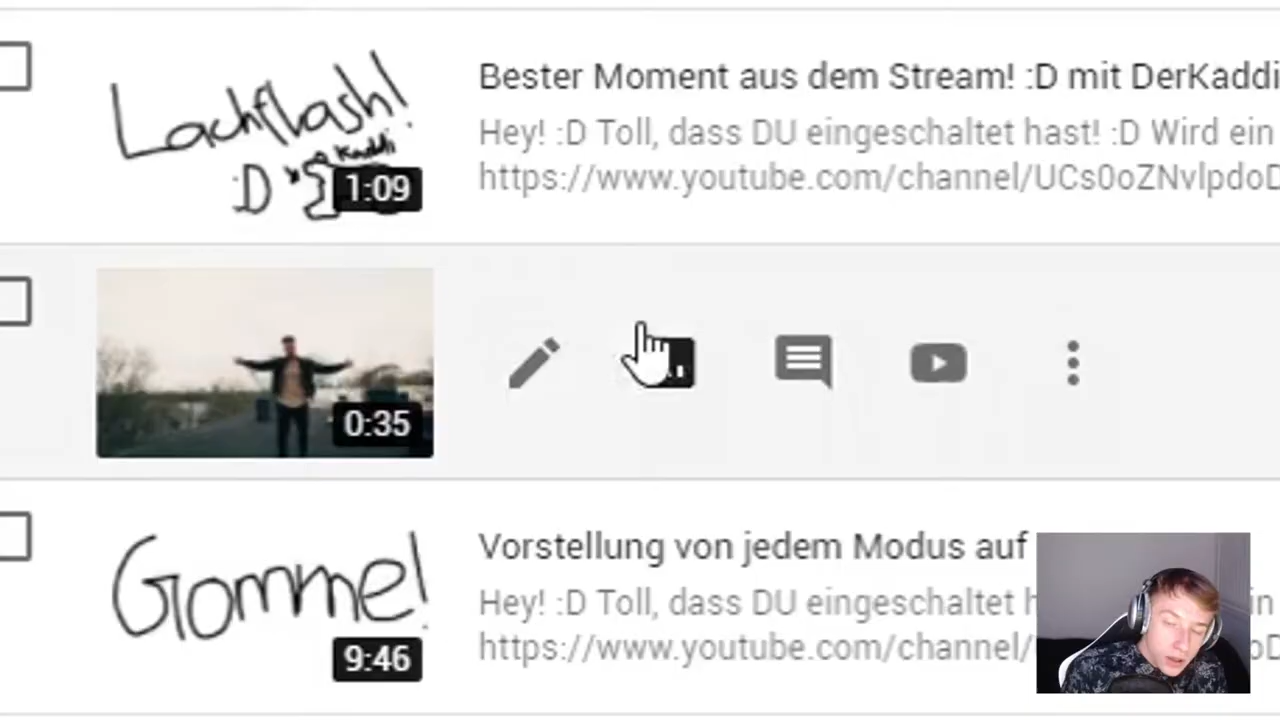 Lachflash!
Kaddi
:D
1:09
Bester Moment aus dem Stream! :D mit DerKaddi
Hey! :D Toll, dass DU eingeschaltet hast! :D Wird ein
https://www.youtube.com/channel/UCs0oZNvlpdoD
0:35
Gomme!
9:46
Vorstellung von jedem Modus auf
Hey! :D Toll, dass DU eingeschaltet
https://www.youtube.com/channel/